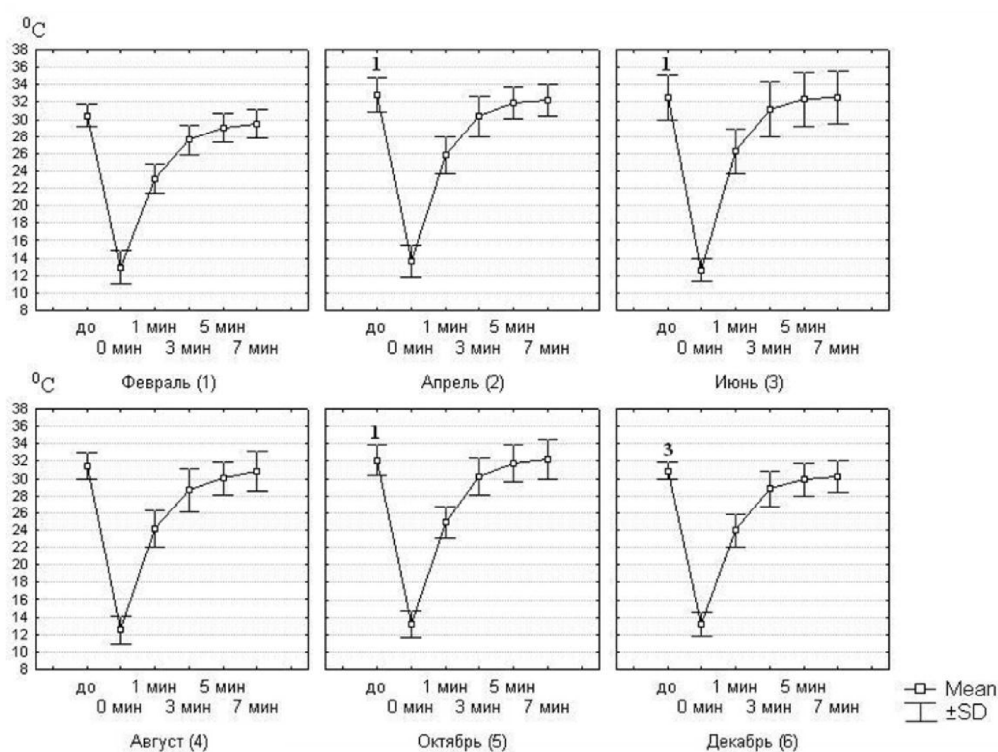 ⁰C
38
36
34
32
30
28
26
24
22
20
18
16
14
12
10
8
1
1
до 1 мин 5 мин
0 мин 3 мин 7 мин
до 1 мин 5 мин
0 мин 3 мин 7 мин
до 1 мин 5 мин
0 мин 3 мин 7 мин
Февраль (1)
Апрель (2)
Июнь (3)
⁰C
38
36
34
32
30
28
26
24
22
20
18
16
14
12
10
8
1
3
до 1 мин 5 мин
0 мин 3 мин 7 мин
до 1 мин 5 мин
0 мин 3 мин 7 мин
до 1 мин 5 мин
0 мин 3 мин 7 мин
Август (4)
Октябрь (5)
Декабрь (6)
Mean
±SD